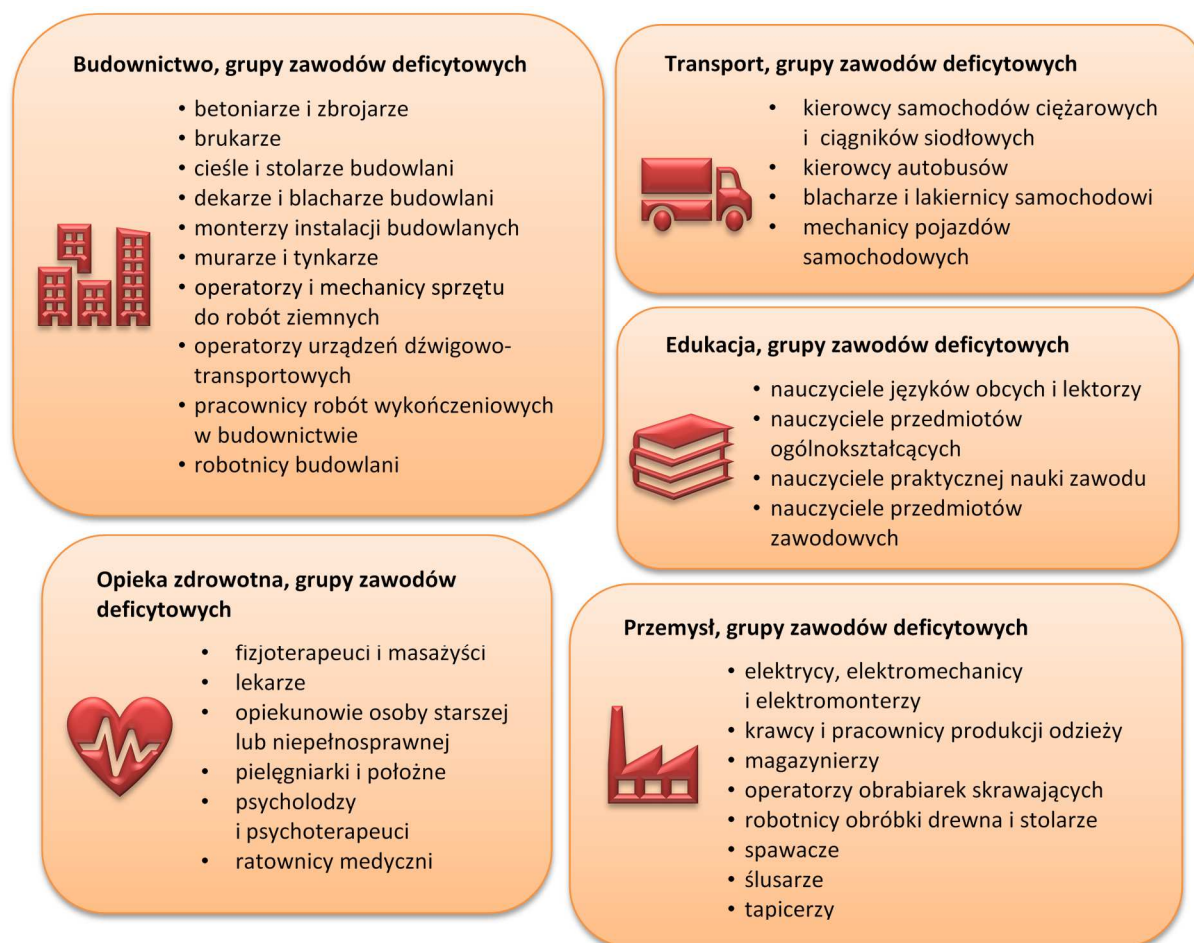 Budownictwo, grupy zawodów deficytowych
• betoniarze i zbrojarze
• brukarze
• cieśle i stolarze budowlani
• dekarze i blacharze budowlani
• monterzy instalacji budowlanych
• murarze i tynkarze
• operatorzy i mechanicy sprzętu
do robót ziemnych
• operatorzy urządzeń dźwigowo-
transportowych
• pracownicy robót wykończeniowych
w budownictwie
• robotnicy budowlani
Transport, grupy zawodów deficytowych
• kierowcy samochodów ciężarowych
i ciągników siodłowych
• kierowcy autobusów
• blacharze i lakiernicy samochodowi
• mechanicy pojazdów
samochodowych
Edukacja, grupy zawodów deficytowych
• nauczyciele języków obcych i lektorzy
• nauczyciele przedmiotów
ogólnokształcących
• nauczyciele praktycznej nauki zawodu
• nauczyciele przedmiotów
zawodowych
Opieka zdrowotna, grupy zawodów
deficytowych
• fizjoterapeuci i masażyści
• lekarze
• opiekunowie osoby starszej
lub niepełnosprawnej
• pielęgniarki i położne
• psycholodzy
i psychoterapeuci
• ratownicy medyczni
Przemysł, grupy zawodów deficytowych
• elektrycy, elektromechanicy
i elektromonterzy
• krawcy i pracownicy produkcji odzieży
• magazynierzy
• operatorzy obrabiarek skrawających
• robotnicy obróbki drewna i stolarze
• spawacze
• ślusarze
• tapicerzy